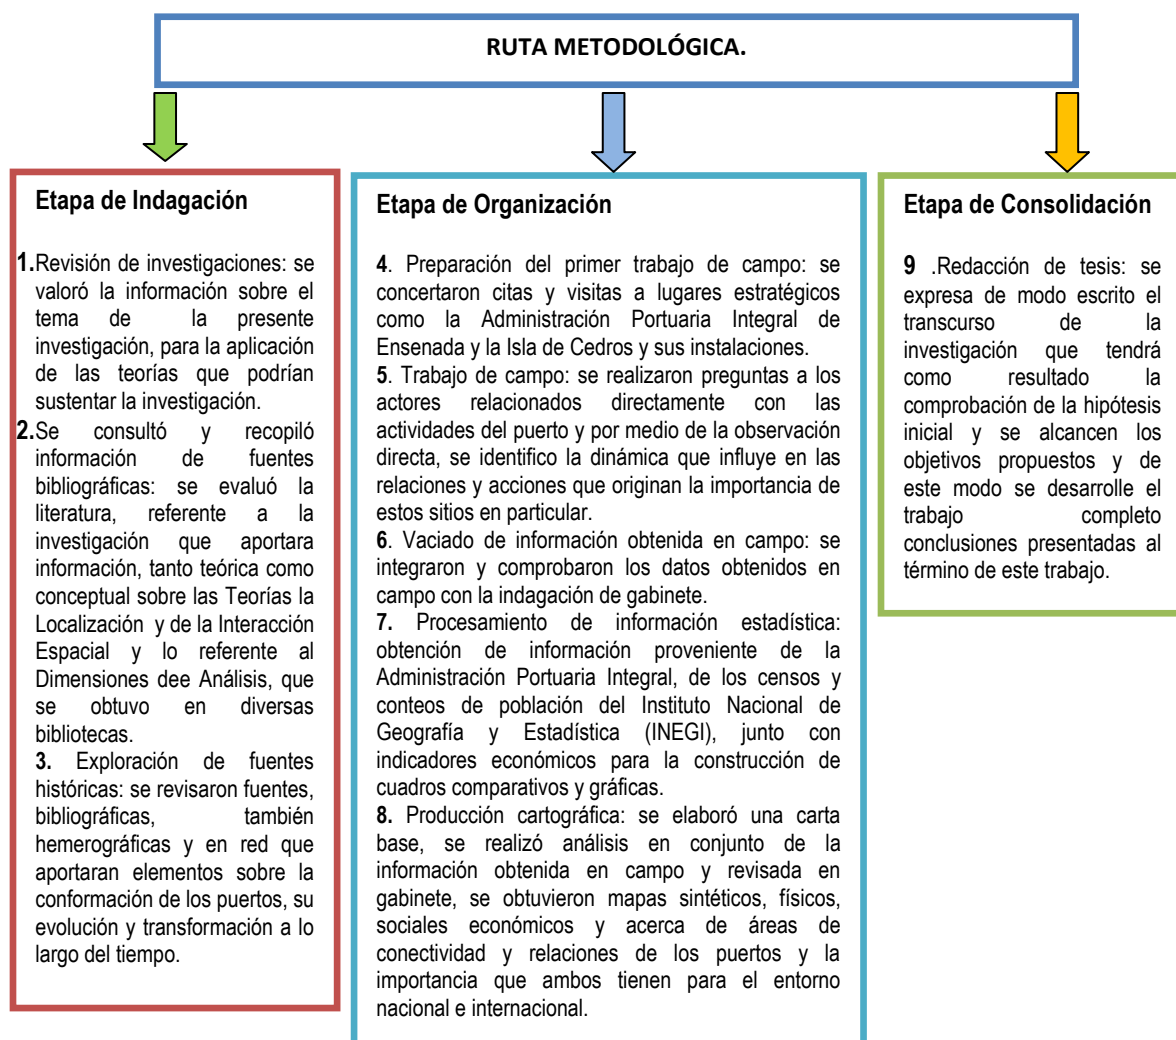 RUTA METODOLÓGICA.
Etapa de Indagación
1.Revisión de investigaciones: se
valoró la información sobre el
tema de la presente
investigación, para la aplicación
de las teorías que podrían
sustentar la investigación.
2.Se consultó y recopiló
información de fuentes
bibliográficas: se evaluó la
literatura, referente a la
investigación que aportara
información, tanto teórica como
conceptual sobre las Teorías la
Localización y de la Interacción
Espacial y lo referente al
Dimensiones dee Análisis, que
se obtuvo en diversas
bibliotecas.
3. Exploración de fuentes
históricas: se revisaron fuentes,
bibliográficas, también
hemerográficas y en red que
aportaran elementos sobre la
conformación de los puertos, su
evolución y transformación a lo
largo del tiempo.
Etapa de Organización
4. Preparación del primer trabajo de campo: se
concertaron citas y visitas a lugares estratégicos
como la Administración Portuaria Integral de
Ensenada y la Isla de Cedros y sus instalaciones.
5. Trabajo de campo: se realizaron preguntas a los
actores relacionados directamente con las
actividades del puerto y por medio de la observación
directa, se identifico la dinámica que influye en las
relaciones y acciones que originan la importancia de
estos sitios en particular.
6. Vaciado de información obtenida en campo: se
integraron y comprobaron los datos obtenidos en
campo con la indagación de gabinete.
7. Procesamiento de información estadística:
obtención de información proveniente de la
Administración Portuaria Integral, de los censos y
conteos de población del Instituto Nacional de
Geografía y Estadística (INEGI), junto con
indicadores económicos para la construcción de
cuadros comparativos y gráficas.
8. Producción cartográfica: se elaboró una carta
base, se realizó análisis en conjunto de la
información obtenida en campo y revisada en
gabinete, se obtuvieron mapas sintéticos, físicos,
sociales económicos y acerca de áreas de
conectividad y relaciones de los puertos y la
importancia que ambos tienen para el entorno
nacional e internacional.
Etapa de Consolidación
9 .Redacción de tesis: se
expresa de modo escrito el
transcurso de la
investigación que tendrá
como resultado la
comprobación de la hipótesis
inicial y se alcancen los
objetivos propuestos y de
este modo se desarrolle el
trabajo completo
conclusiones presentadas al
término de este trabajo.